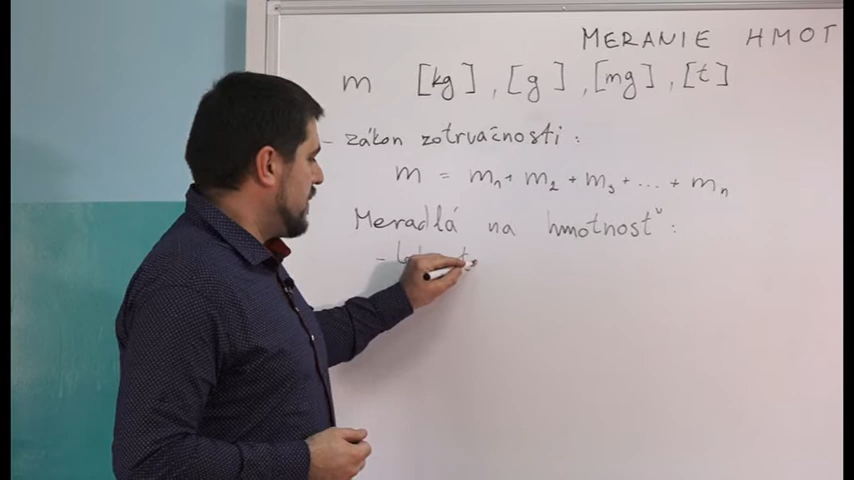 MERANIE HMOT
m [kg], [g], [mg], [t]
- zákon zotrvačnosti :
m = m₁ + m₂ + m₃ + ... + mₙ
Meradlá na hmotnosť :
-